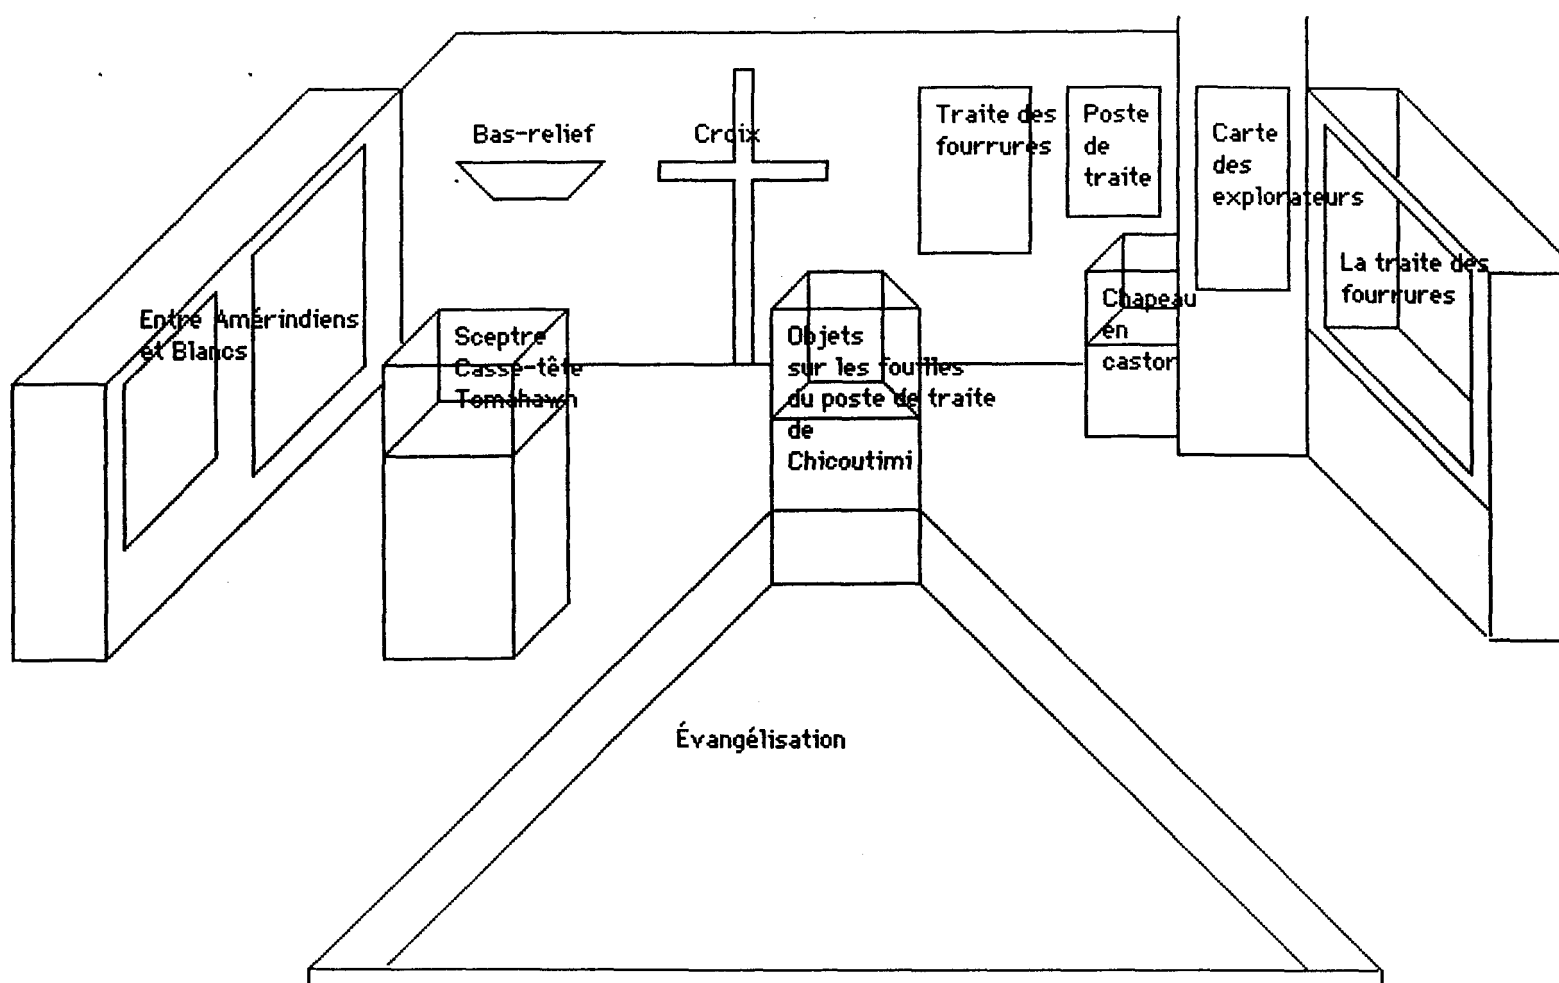 Bas-relief
Croix
Traite des
fourrures
Poste
de
traite
Carte
des
explorateurs
La traite des
fourrures
Entre Amérindiens
et Blancs
Sceptre
Casse-tête
Tomahawn
Objets
sur les fouilles
du poste de traite
de
Chicoutimi
Chapeau
en
castor
Évangélisation